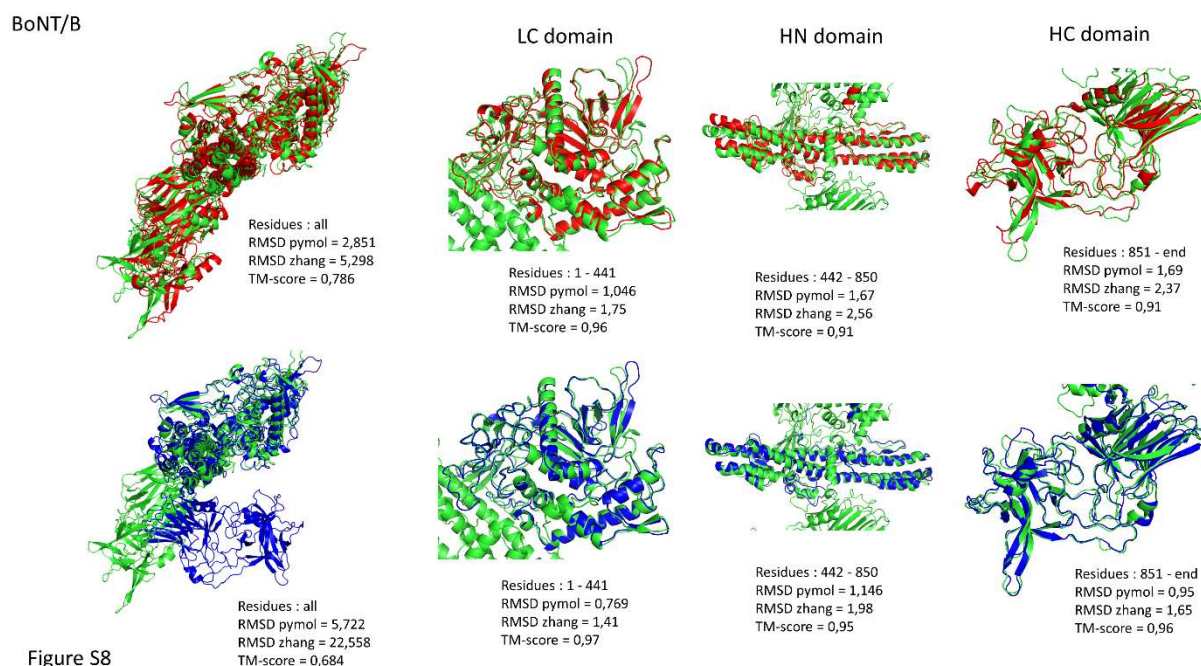 BoNT/B
LC domain
HN domain
HC domain
Residues : all
RMSD pymol = 2,851
RMSD zhang = 5,298
TM-score = 0,786
Residues : 1 - 441
RMSD pymol = 1,046
RMSD zhang = 1,75
TM-score = 0,96
Residues : 442 - 850
RMSD pymol = 1,67
RMSD zhang = 2,56
TM-score = 0,91
Residues : 851 - end
RMSD pymol = 1,69
RMSD zhang = 2,37
TM-score = 0,91
Residues : all
RMSD pymol = 5,722
RMSD zhang = 22,558
TM-score = 0,684
Residues : 1 - 441
RMSD pymol = 0,769
RMSD zhang = 1,41
TM-score = 0,97
Residues : 442 - 850
RMSD pymol = 1,146
RMSD zhang = 1,98
TM-score = 0,95
Residues : 851 - end
RMSD pymol = 0,95
RMSD zhang = 1,65
TM-score = 0,96
Figure S8